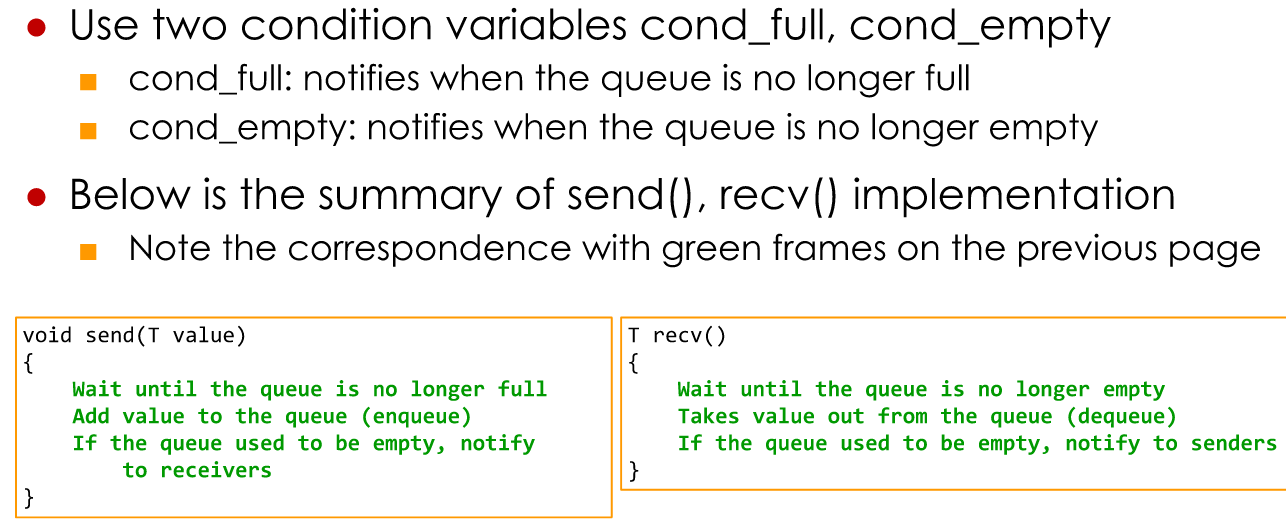 Use two condition variables cond_full, cond_empty
cond_full: notifies when the queue is no longer full
cond_empty: notifies when the queue is no longer empty
Below is the summary of send(), recv() implementation
Note the correspondence with green frames on the previous page
void send(T value)
{
Wait until the queue is no longer full
Add value to the queue (enqueue)
If the queue used to be empty, notify
to receivers
}
T recv()
{
Wait until the queue is no longer empty
Takes value out from the queue (dequeue)
If the queue used to be empty, notify to senders
}